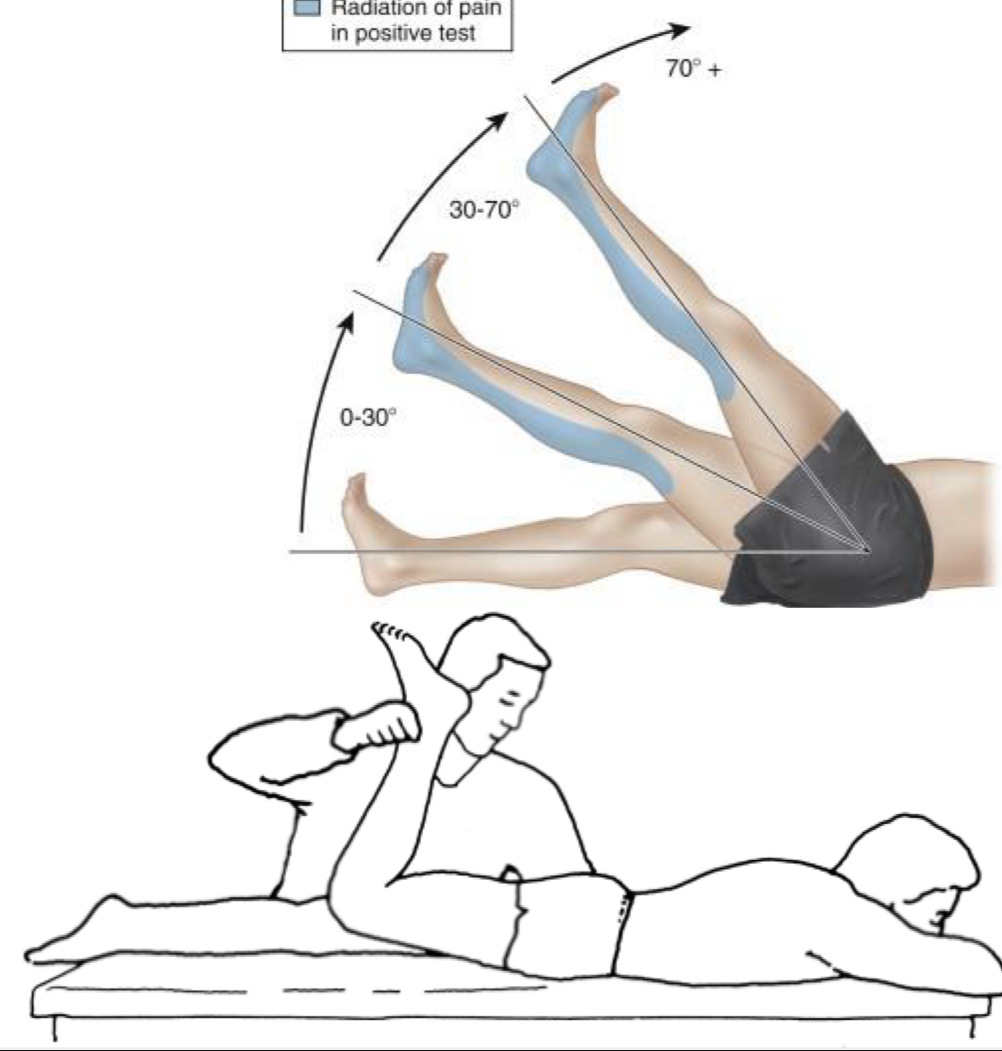 Radiation of pain
in positive test
70° +
30-70°
0-30°